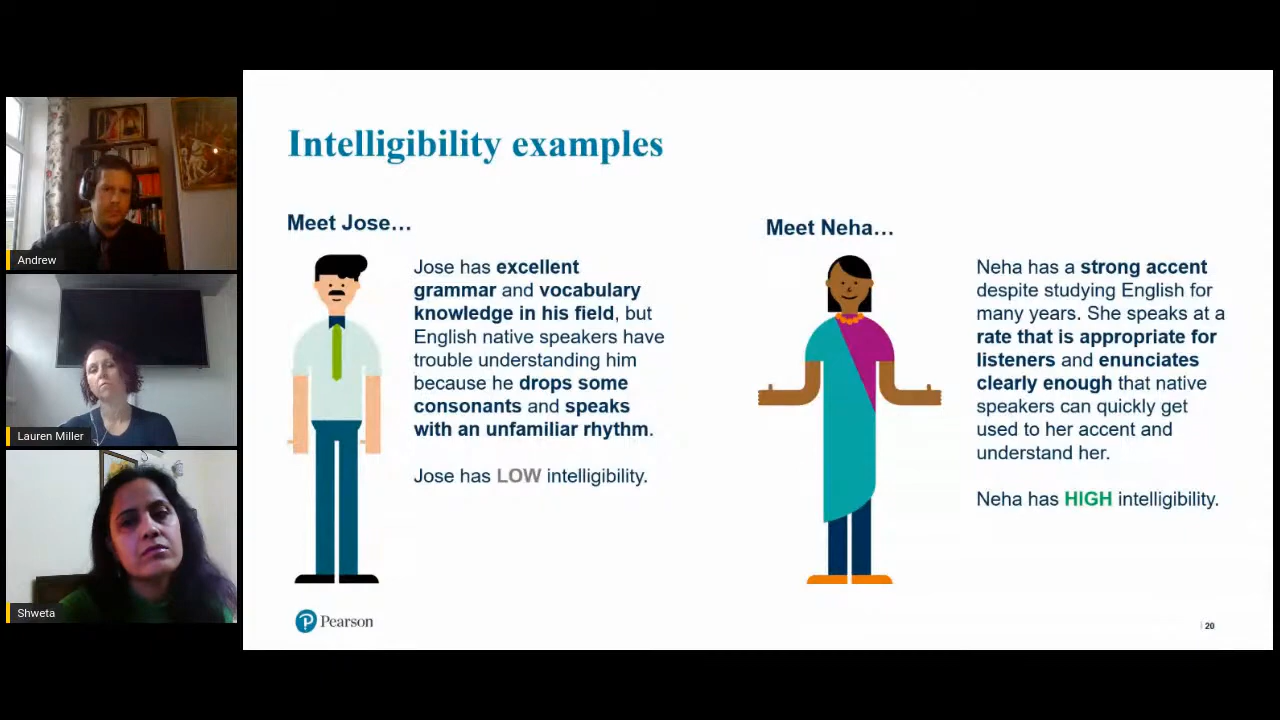 Andrew
Lauren Miller
Shweta
Intelligibility examples
Meet Jose…
Jose has excellent
grammar and vocabulary
knowledge in his field, but
English native speakers have
trouble understanding him
because he drops some
consonants and speaks
with an unfamiliar rhythm.
Jose has LOW intelligibility.
Meet Neha…
Neha has a strong accent
despite studying English for
many years. She speaks at a
rate that is appropriate for
listeners and enunciates
clearly enough that native
speakers can quickly get
used to her accent and
understand her.
Neha has HIGH intelligibility.
P Pearson
| 20